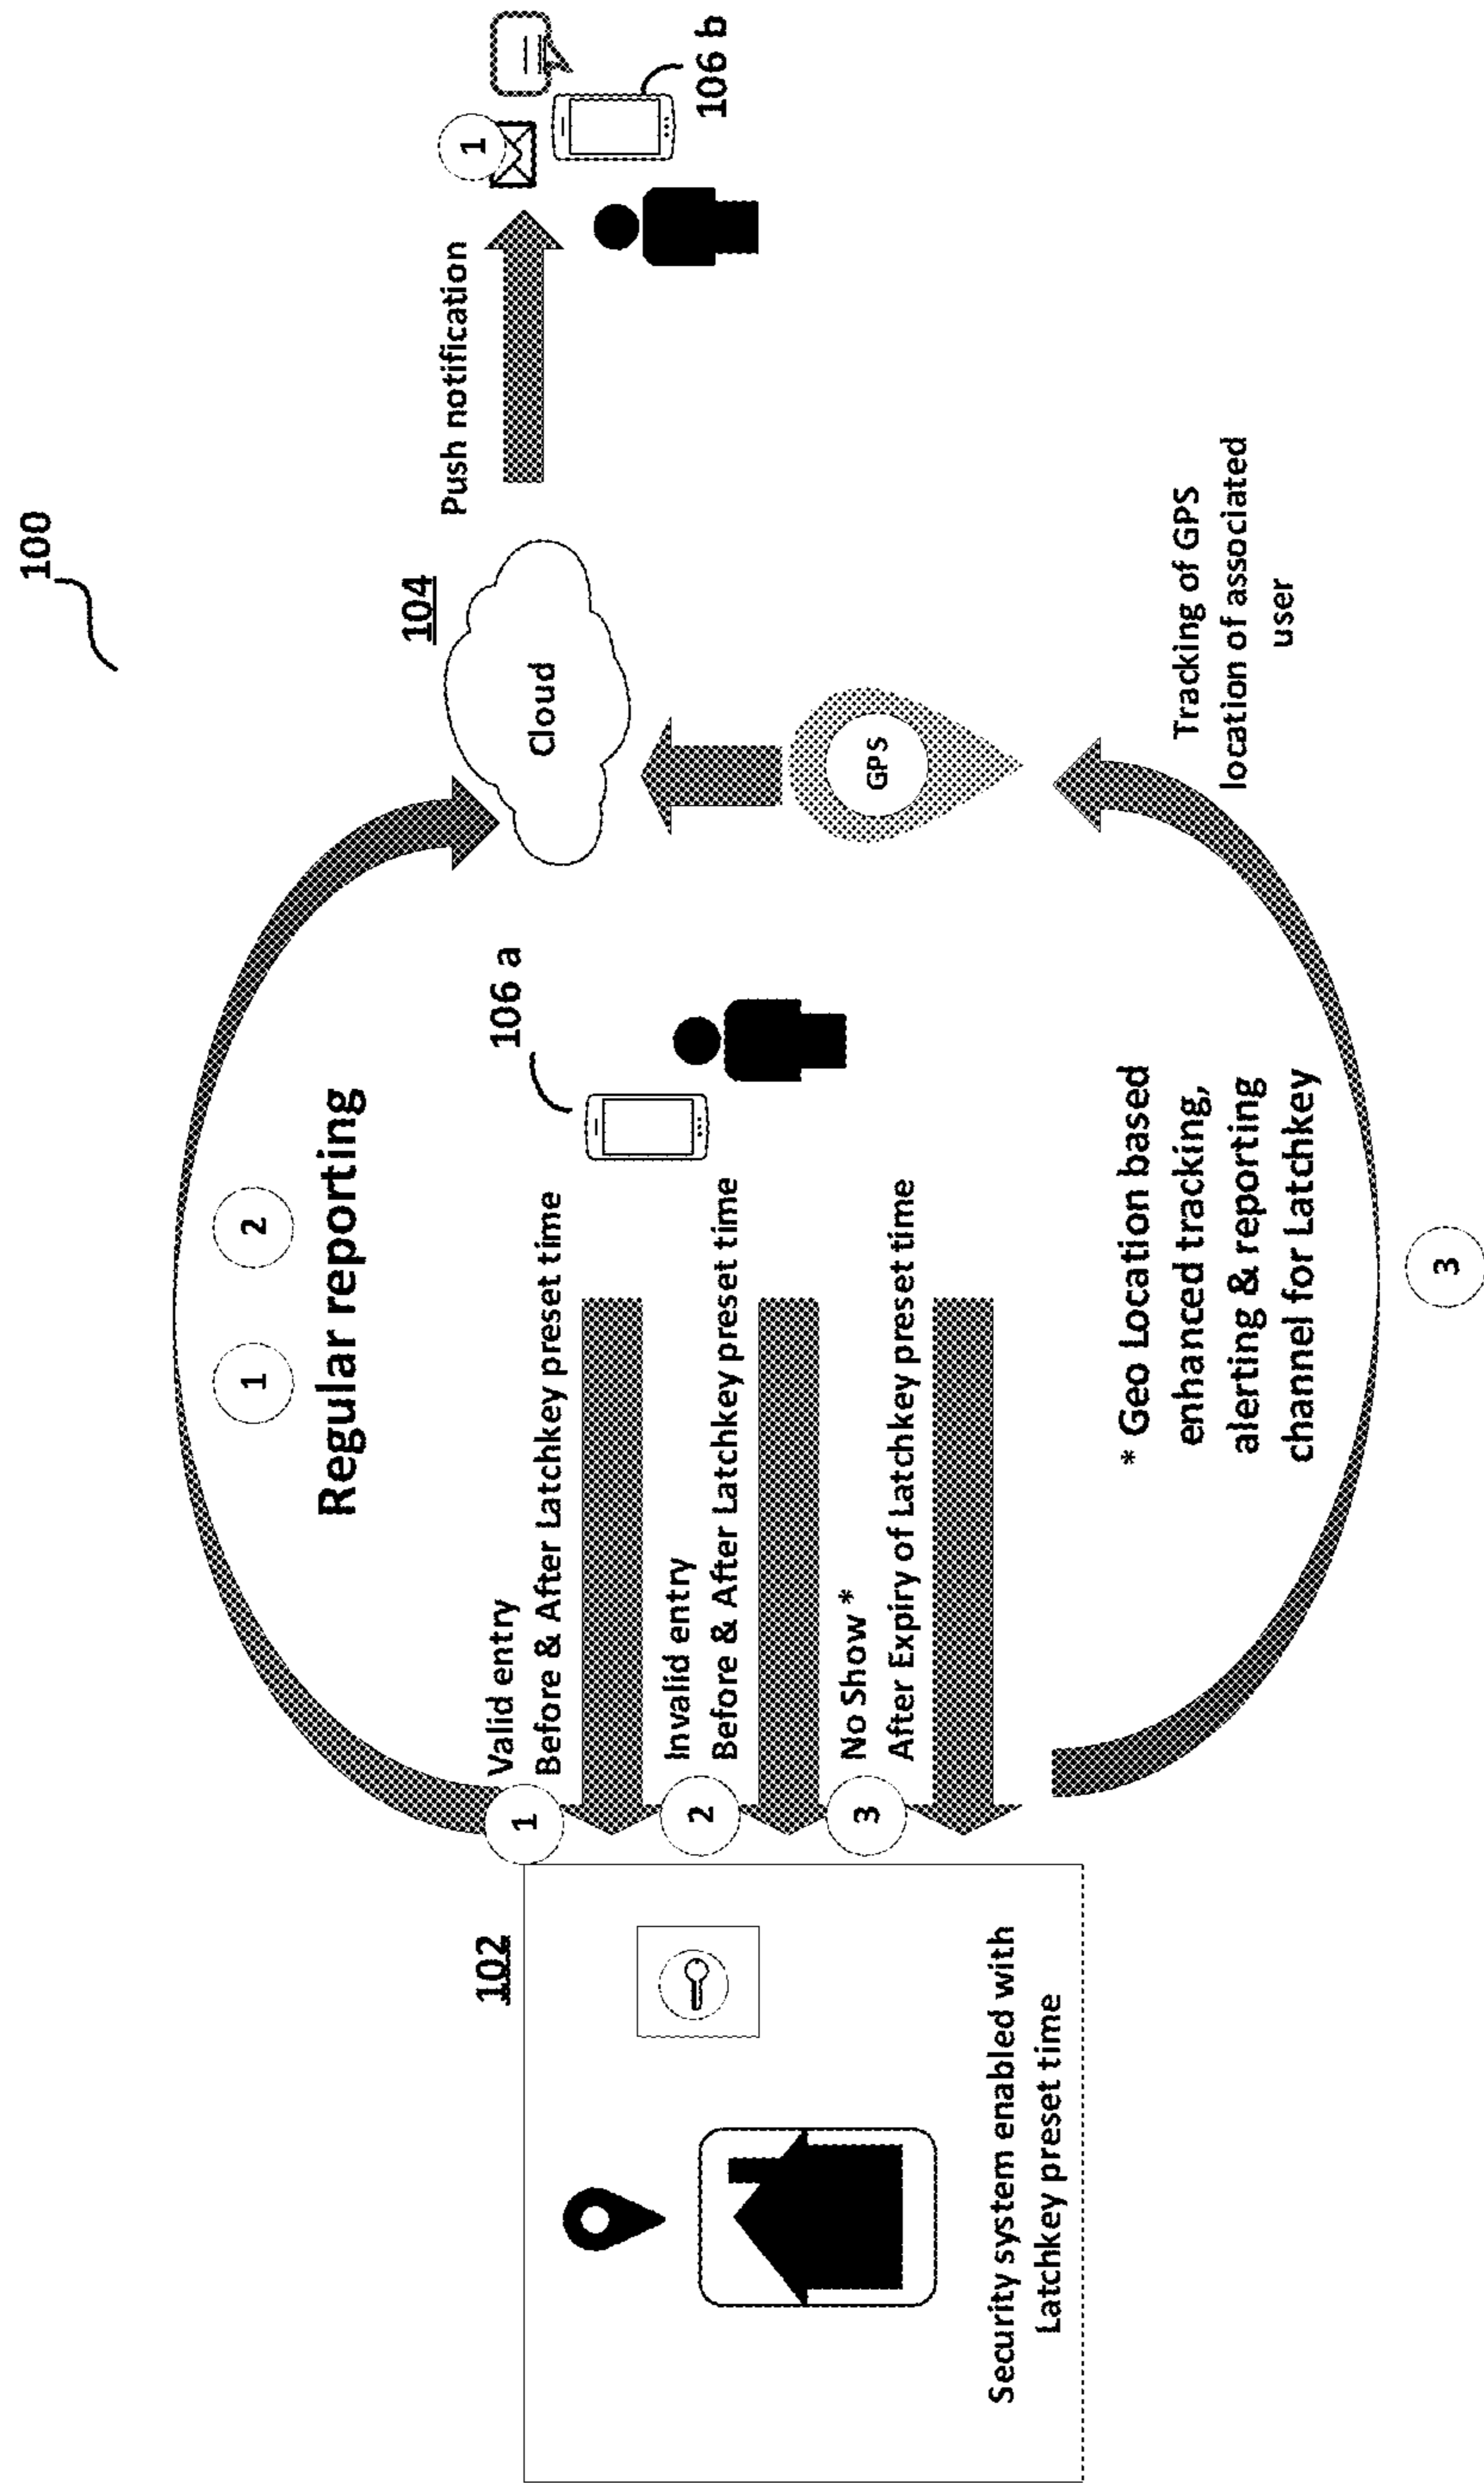 100
Regular reporting
1
2
102
1
Valid entry
Before & After Latchkey preset time
2
Invalid entry
Before & After Latchkey preset time
3
No Show *
After Expiry of Latchkey preset time
Security system enabled with
Latchkey preset time
106 a
104
Cloud
GPS
Push notification
1
106 b
* Geo Location based
enhanced tracking,
alerting & reporting
channel for Latchkey
Tracking of GPS
location of associated
user
3